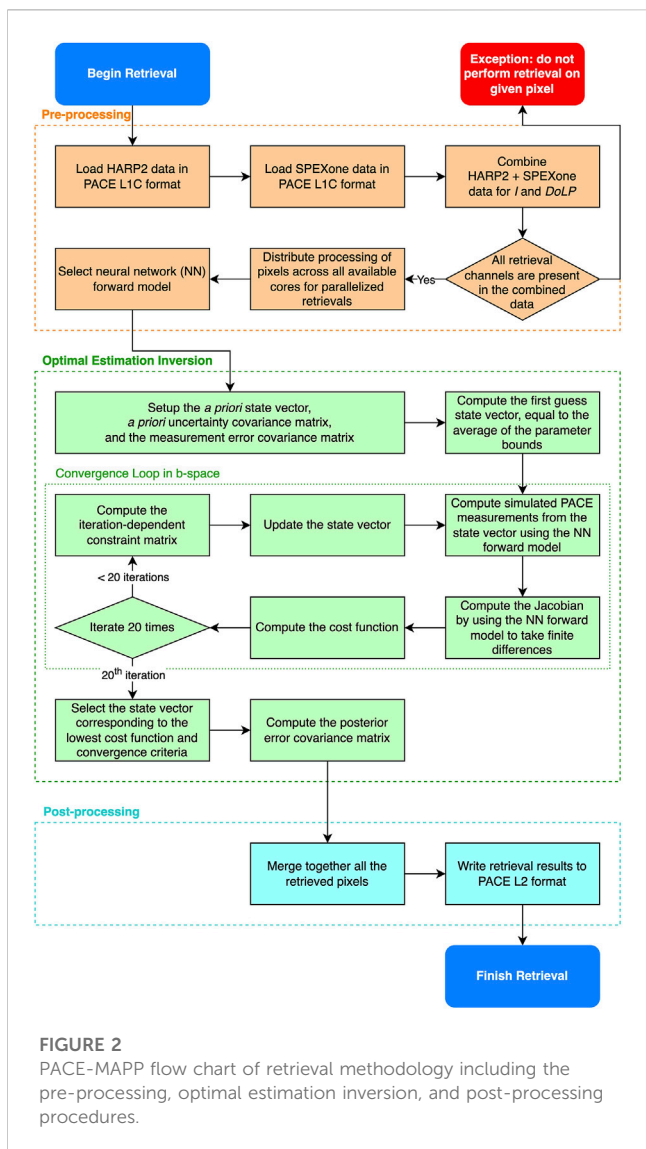 Begin Retrieval
Exception: do not
perform retrieval on
given pixel
Pre-processing
Load HARP2 data in
PACE L1C format
Load SPEXone data in
PACE L1C format
Combine
HARP2 + SPEXone
data for I and DoLP
All
retrieval
channels are present
in the combined
data
Yes
Distribute processing of
pixels across all available
cores for parallelized
retrievals
Select neural network (NN)
forward model
Optimal Estimation Inversion
Setup the a priori state vector,
a priori uncertainty covariance matrix,
and the measurement error covariance matrix
Compute the first guess
state vector, equal to the
average of the parameter
bounds
Convergence Loop in b-space
Compute the
iteration-dependent
constraint matrix
Update the state vector
Compute simulated PACE
measurements from the
state vector using the NN
forward model
< 20 iterations
Iterate 20 times
Compute the cost function
Compute the Jacobian
by using the NN forward
model to take finite
differences
20th iteration
Select the state vector
corresponding to the
lowest cost function and
convergence criteria
Compute the posterior
error covariance matrix
Post-processing
Merge together all the
retrieved pixels
Write retrieval results to
PACE L2 format
Finish Retrieval
FIGURE 2
PACE-MAPP flow chart of retrieval methodology including the
pre-processing, optimal estimation inversion, and post-processing
procedures.